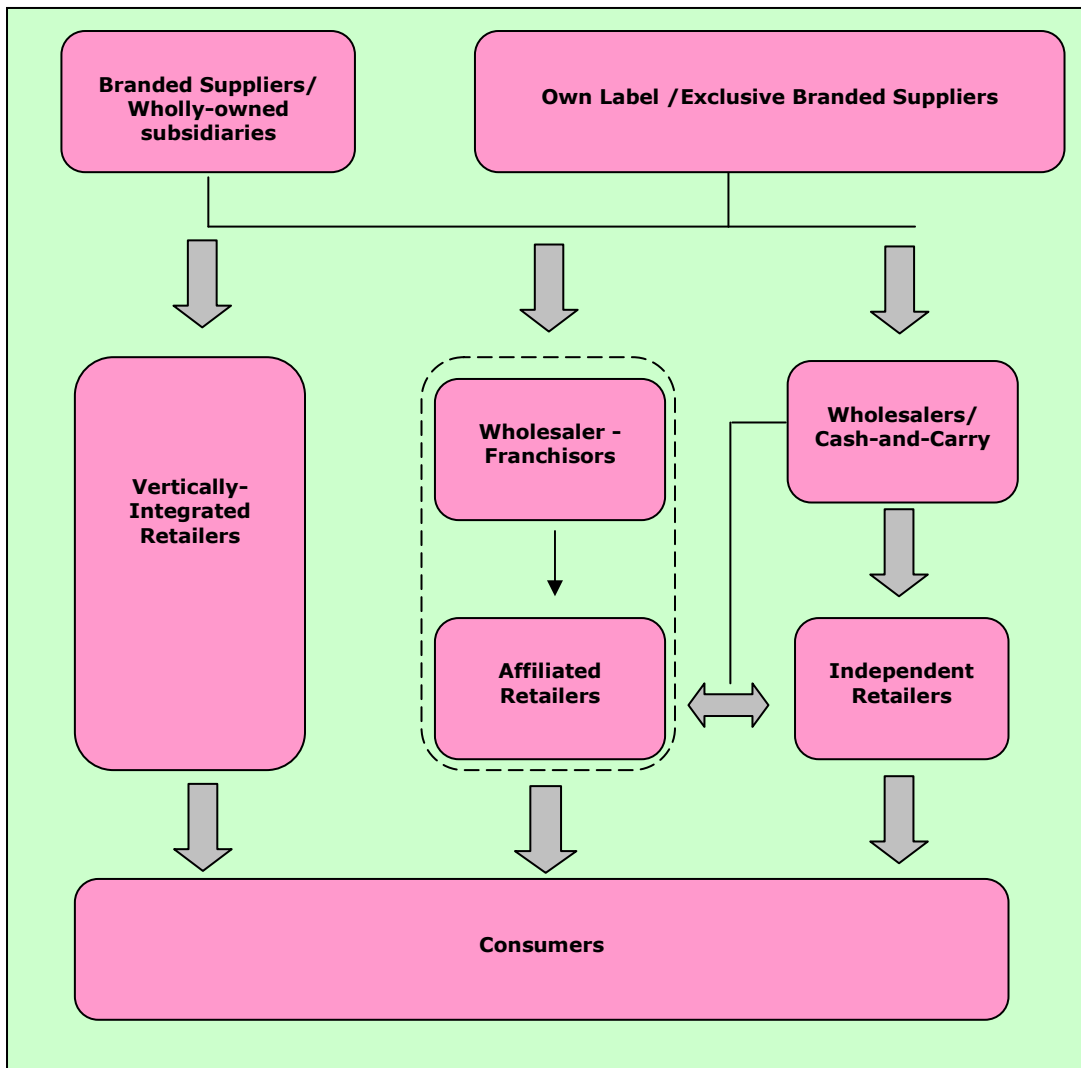 Branded Suppliers/
Wholly-owned
subsidiaries
Own Label /Exclusive Branded Suppliers
Vertically-
Integrated
Retailers
Wholesaler -
Franchisors
Wholesalers/
Cash-and-Carry
Affiliated
Retailers
Independent
Retailers
Consumers